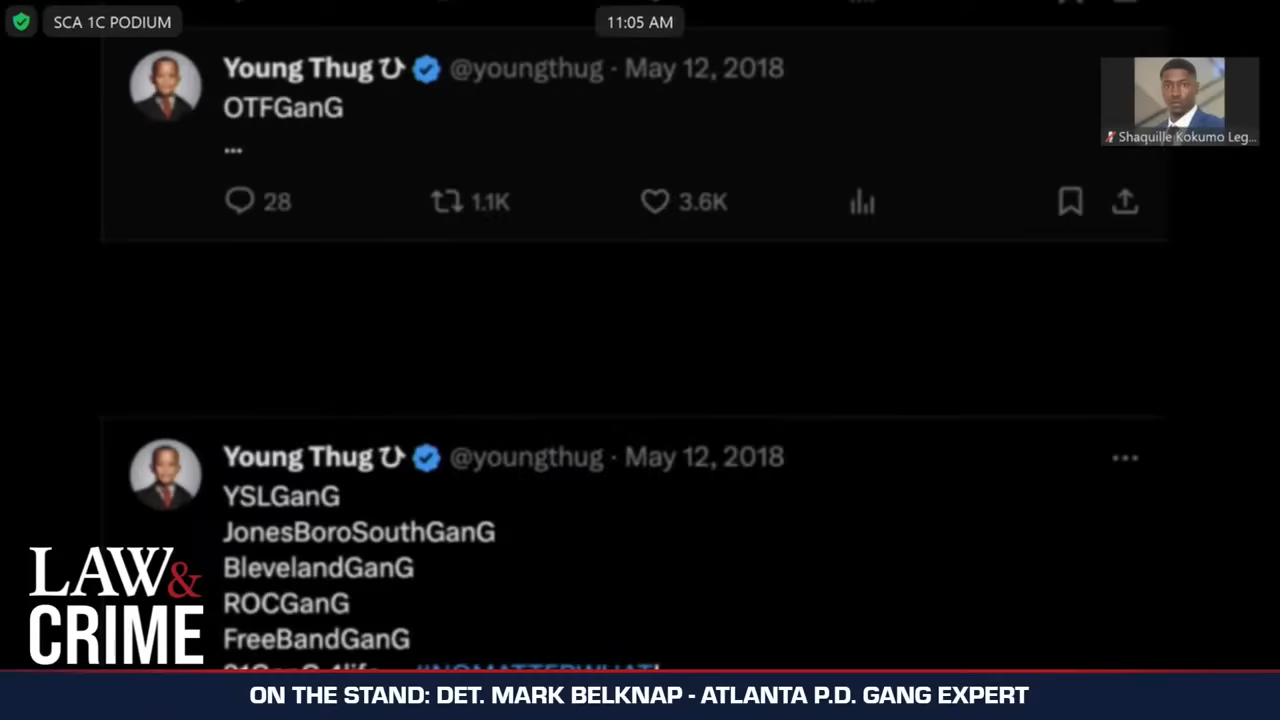 SCA 1C PODIUM
11:05 AM
Young Thug ひ @youngthug · May 12, 2018
OTFGanG
...
28 1.1K 3.6K
Shaquille Kokumo Leg...
Young Thug ひ @youngthug · May 12, 2018
YSLGanG
JonesBoroSouthGanG
BlevelandGanG
ROCGanG
FreeBandGanG
#NOMATTERWHAT!
LAW&
CRIME
ON THE STAND: DET. MARK BELKNAP - ATLANTA P.D. GANG EXPERT